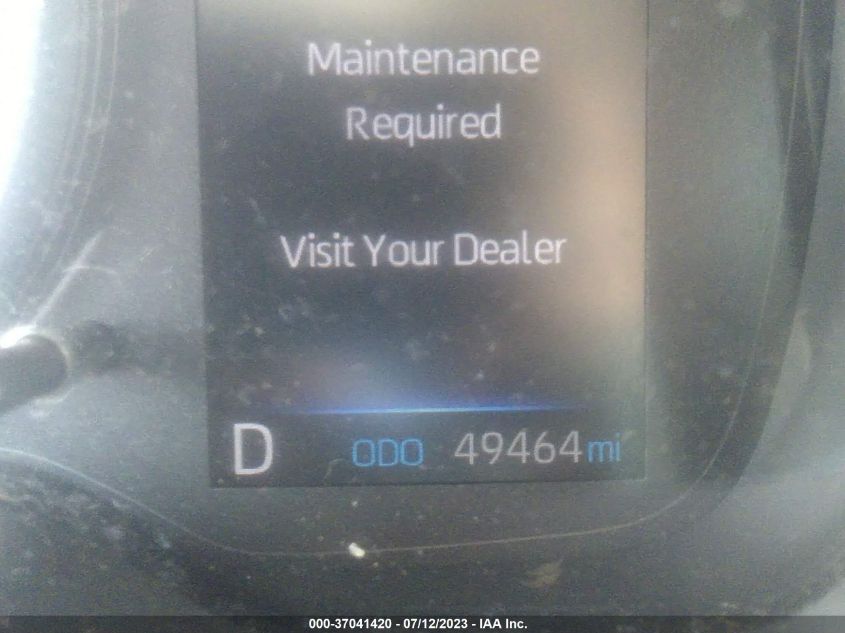 Maintenance
Required
Visit Your Dealer
D ODO 49464 mi
000-37041420 - 07/12/2023 - IAA Inc.